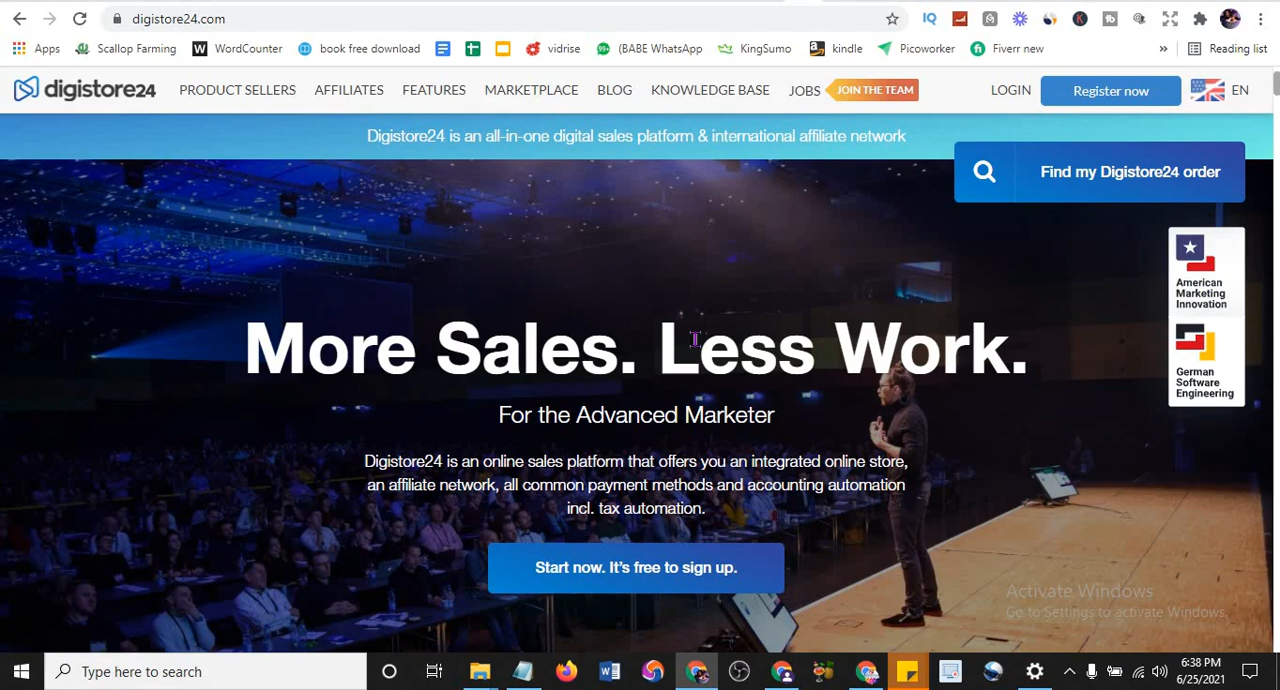 digistore24.com
IQ
Apps
Scallop Farming
W WordCounter
book free download
vidrise
99+ (BABE WhatsApp
KingSumo
kindle
Picoworker
Fiverr new
»
Reading list
digistore24
PRODUCT SELLERS
AFFILIATES
FEATURES
MARKETPLACE
BLOG
KNOWLEDGE BASE
JOBS
JOIN THE TEAM
LOGIN
Register now
EN
Digistore24 is an all-in-one digital sales platform & international affiliate network
Find my Digistore24 order
American
Marketing
Innovation
German
Software
Engineering
More Sales. Less Work.
For the Advanced Marketer
Digistore24 is an online sales platform that offers you an integrated online store,
an affiliate network, all common payment methods and accounting automation
incl. tax automation.
Start now. It's free to sign up.
Activate Windows
Go to Settings to activate Windows.
Type here to search
6:38 PM
6/25/2021